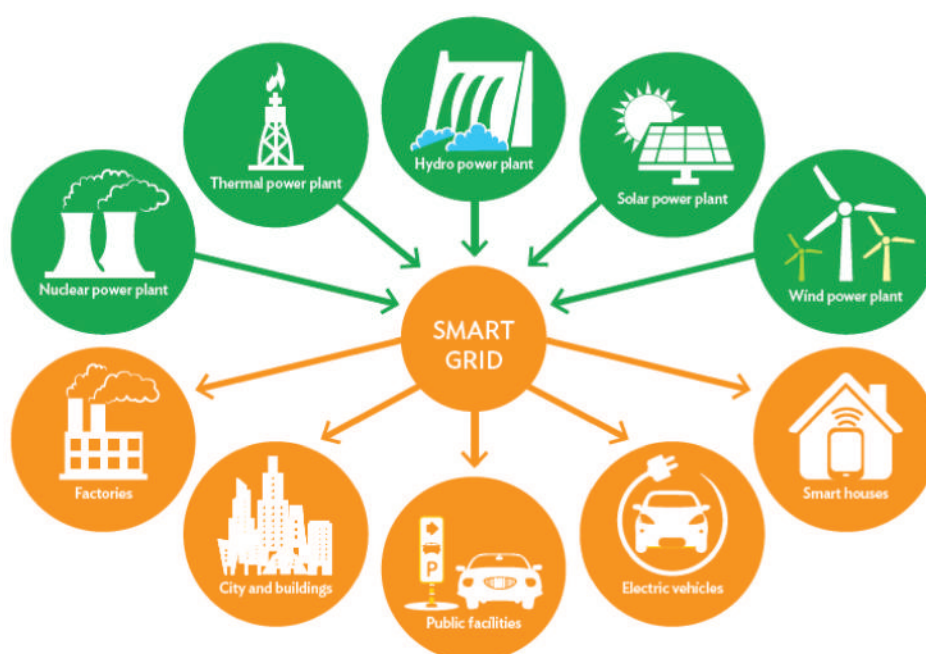 Thermal power plant
Hydro power plant
Solar power plant
Nuclear power plant
Wind power plant
SMART
GRID
Factories
City and buildings
P
Public facilities
Electric vehicles
Smart houses